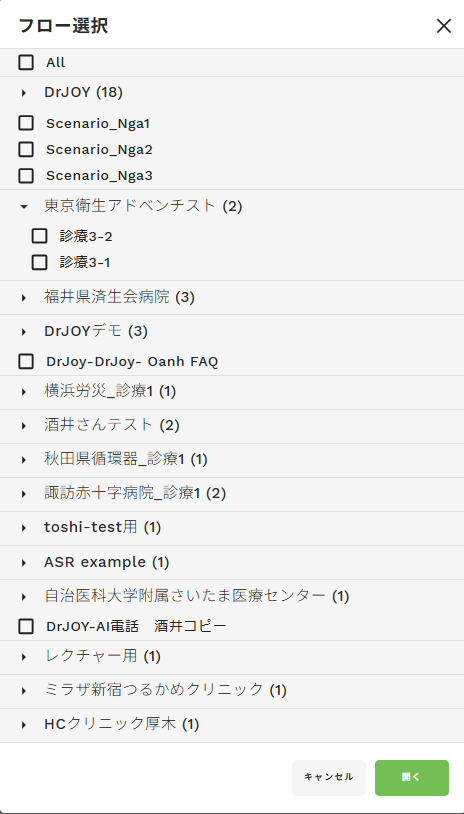 フロー選択
All
DrJOY (18)
Scenario_Nga1
Scenario_Nga2
Scenario_Nga3
東京衛生アドベンチスト (2)
診療3-2
診療3-1
福井県済生会病院 (3)
DrJOYデモ (3)
DrJoy-DrJoy- Oanh FAQ
横浜労災_診療1 (1)
酒井さんテスト (2)
秋田県循環器_診療1 (1)
諏訪赤十字病院_診療1 (2)
toshi-test用 (1)
ASR example (1)
自治医科大学附属さいたま医療センター (1)
DrJOY-AI電話　酒井コピー
レクチャー用 (1)
ミラザ新宿つるかめクリニック (1)
HCクリニック厚木 (1)
キャンセル 開く